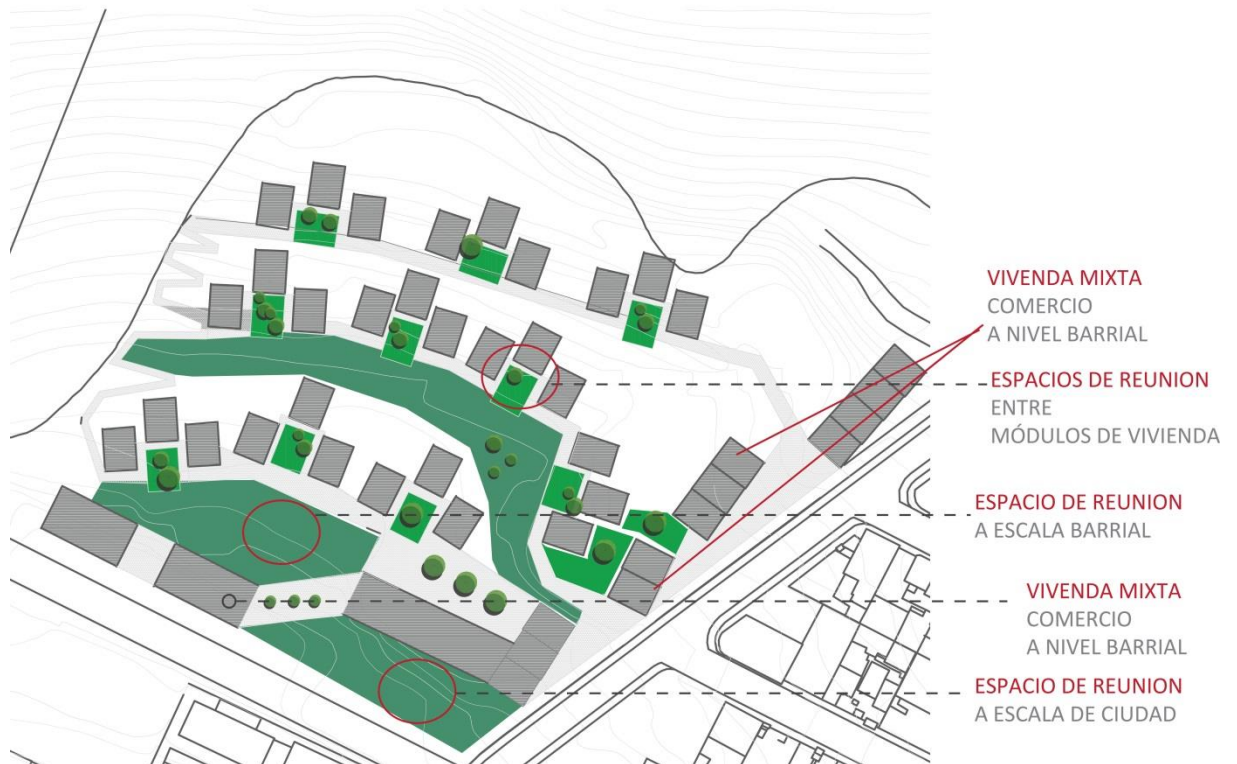 VIVENDA MIXTA
COMERCIO
A NIVEL BARRIAL
ESPACIOS DE REUNION
ENTRE
MÓDULOS DE VIVIENDA
ESPACIO DE REUNION
A ESCALA BARRIAL
VIVENDA MIXTA
COMERCIO
A NIVEL BARRIAL
ESPACIO DE REUNION
A ESCALA DE CIUDAD